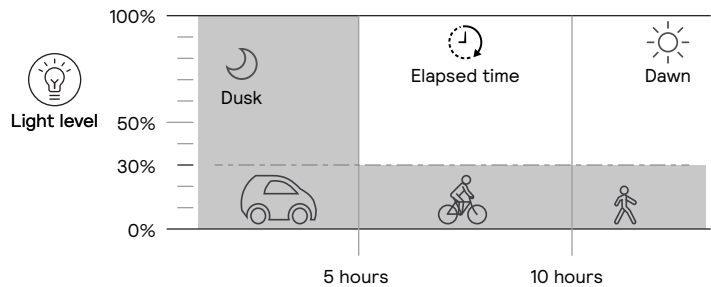 100%
Elapsed time
Dawn
Dusk
Light level
50%
30%
0%
5 hours
10 hours